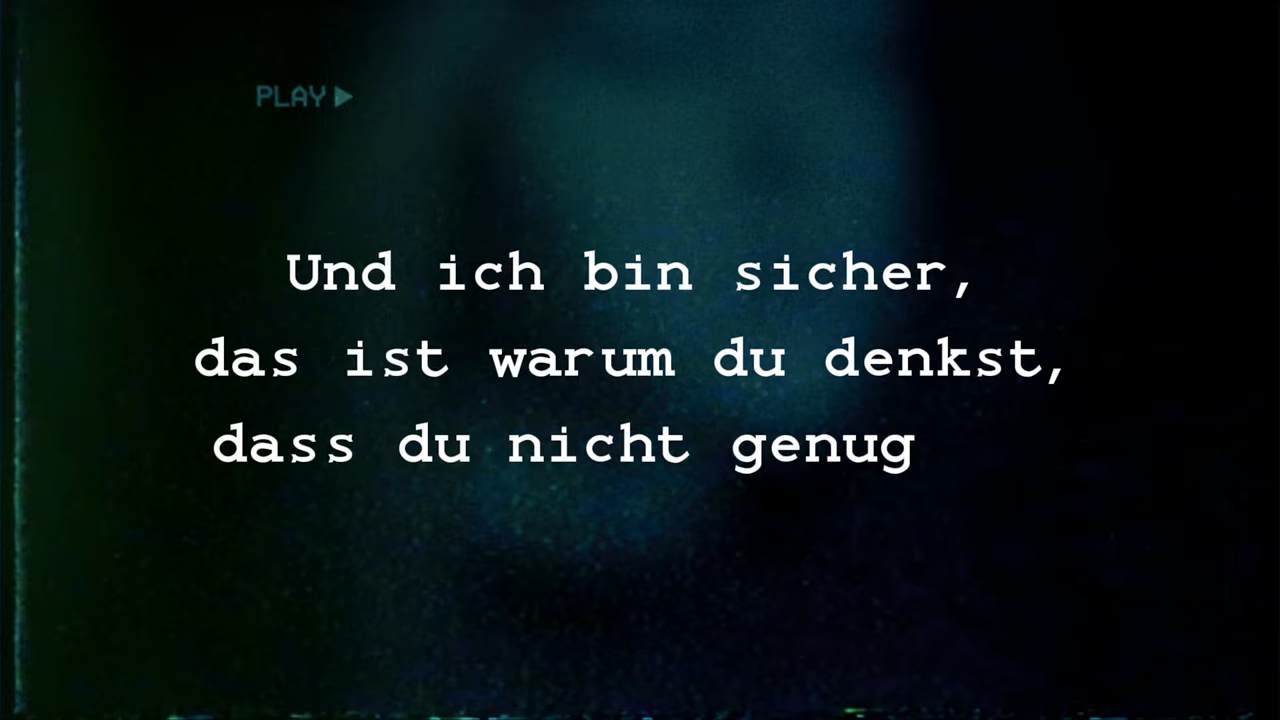 PLAY
Und ich bin sicher,
das ist warum du denkst,
dass du nicht genug